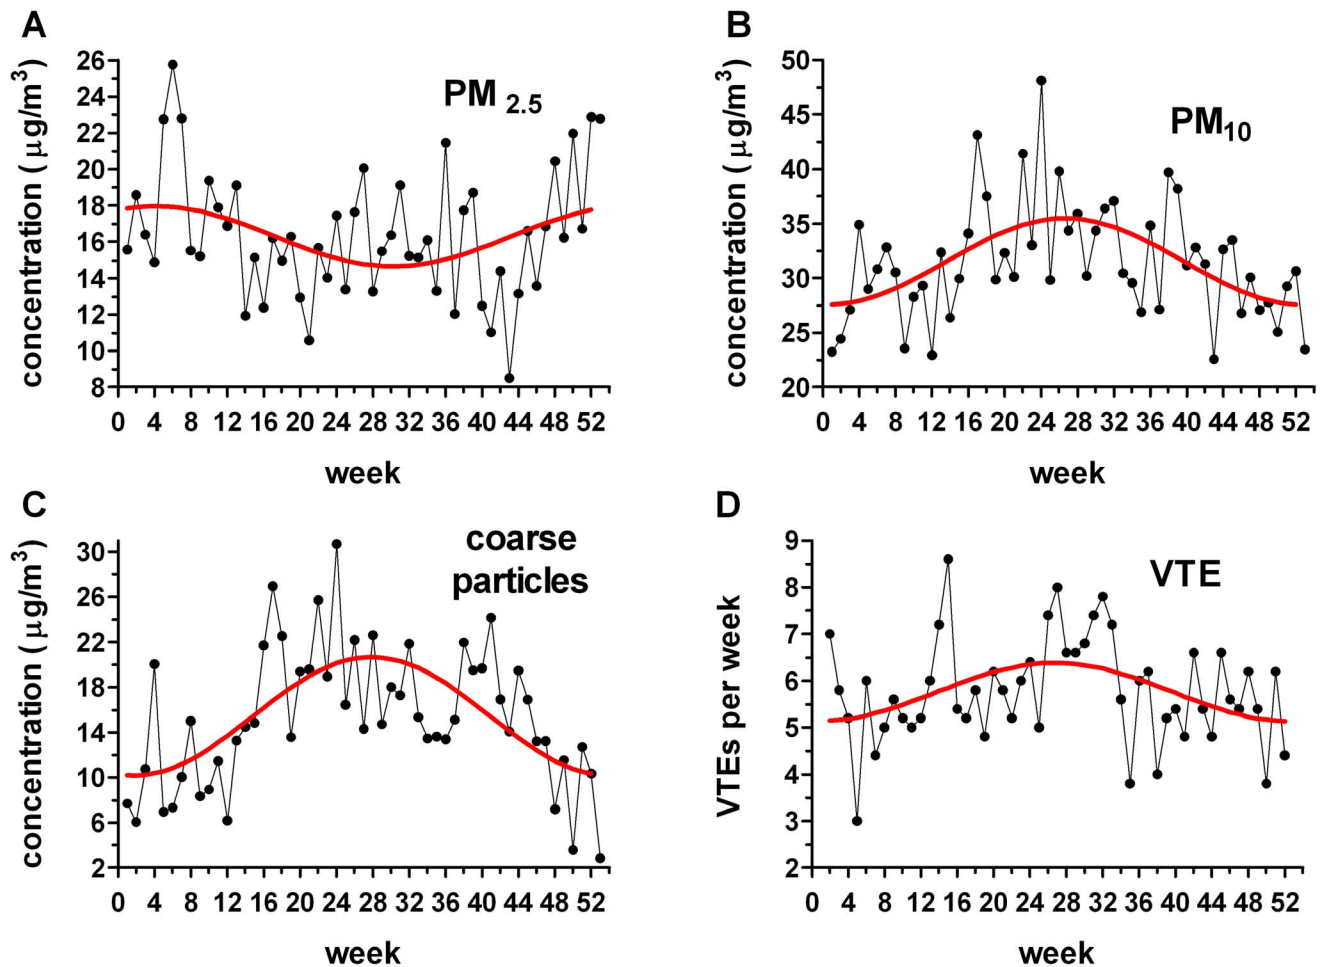 A
concentration ( μg/m³)
26
24
22
20
18
16
14
12
10
8
PM 2.5
0 4 8 12 16 20 24 28 32 36 40 44 48 52
week
B
concentration ( μg/m³)
50
45
40
35
30
25
20
PM10
0 4 8 12 16 20 24 28 32 36 40 44 48 52
week
C
concentration ( μg/m³)
30
26
22
18
14
10
6
2
coarse
particles
0 4 8 12 16 20 24 28 32 36 40 44 48 52
week
D
VTEs per week
9
8
7
6
5
4
3
2
VTE
0 4 8 12 16 20 24 28 32 36 40 44 48 52
week